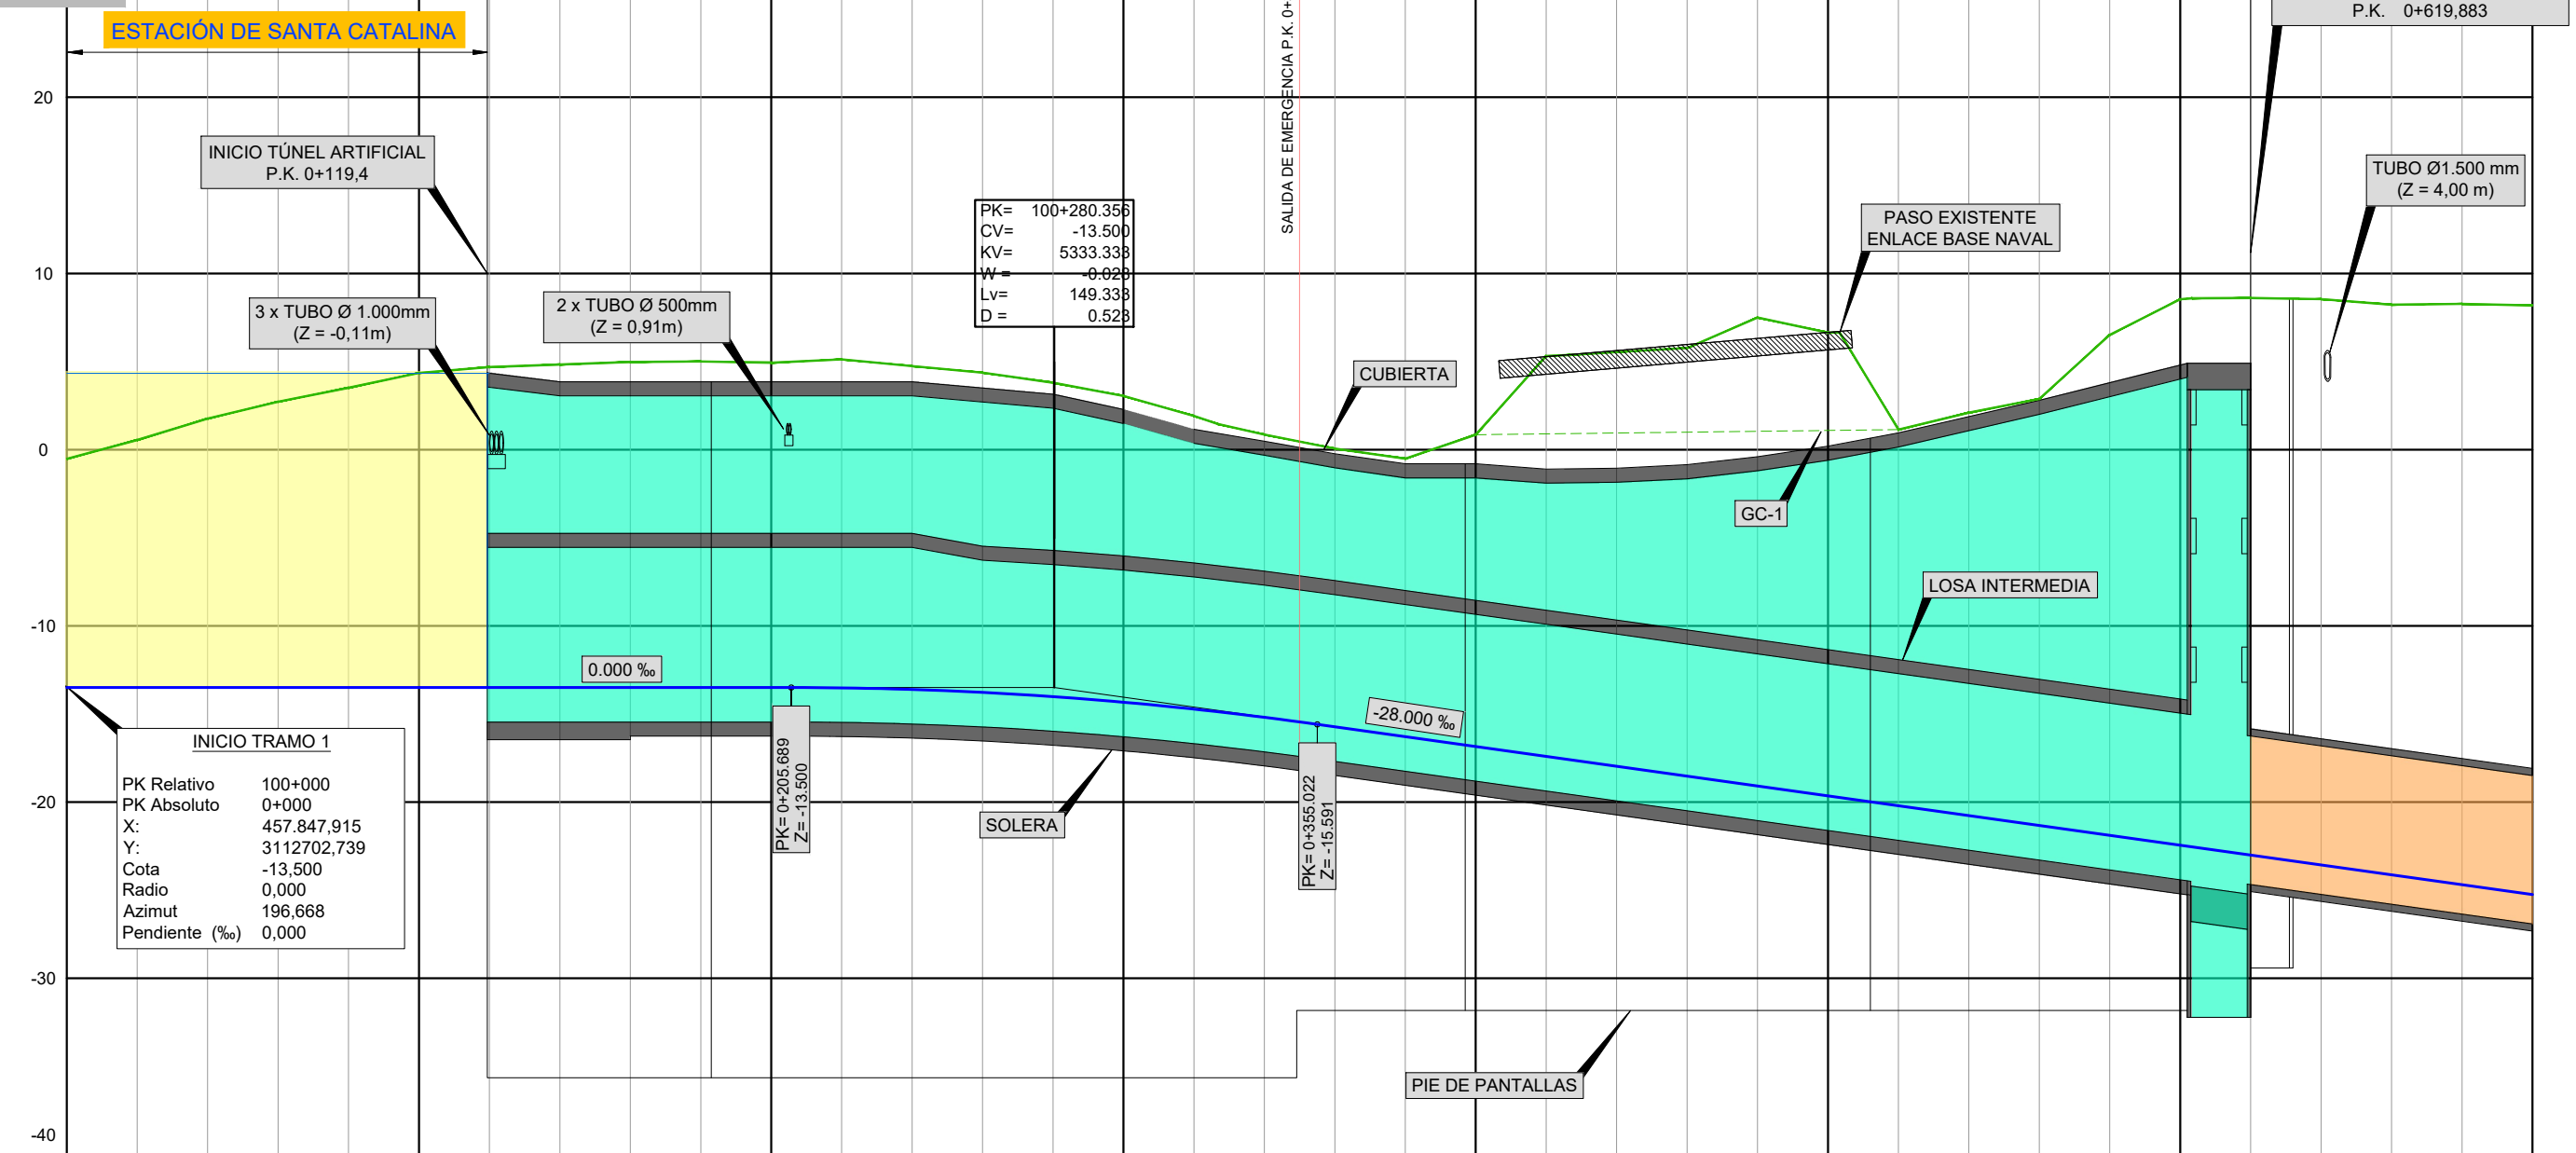 ESTACIÓN DE SANTA CATALINA
SALIDA DE EMERGENCIA P.K. 0+
P.K. 0+619,883
20
INICIO TÚNEL ARTIFICIAL
P.K. 0+119,4
TUBO Ø1.500 mm
(Z = 4,00 m)
PK= 100+280.356
CV= -13.500
KV= 5333.333
W = -0.028
Lv= 149.333
D = 0.523
PASO EXISTENTE
ENLACE BASE NAVAL
10
3 x TUBO Ø 1.000mm
(Z = -0,11m)
2 x TUBO Ø 500mm
(Z = 0,91m)
CUBIERTA
0
GC-1
LOSA INTERMEDIA
-10
0.000 ‰
-28.000 ‰
INICIO TRAMO 1
PK Relativo 100+000
PK Absoluto 0+000
X: 457.847,915
Y: 3112702,739
Cota -13,500
Radio 0,000
Azimut 196,668
Pendiente (‰) 0,000
PK= 0+205.689
Z= -13.500
PK= 0+355.022
Z= -15.591
-20
SOLERA
-30
PIE DE PANTALLAS
-40